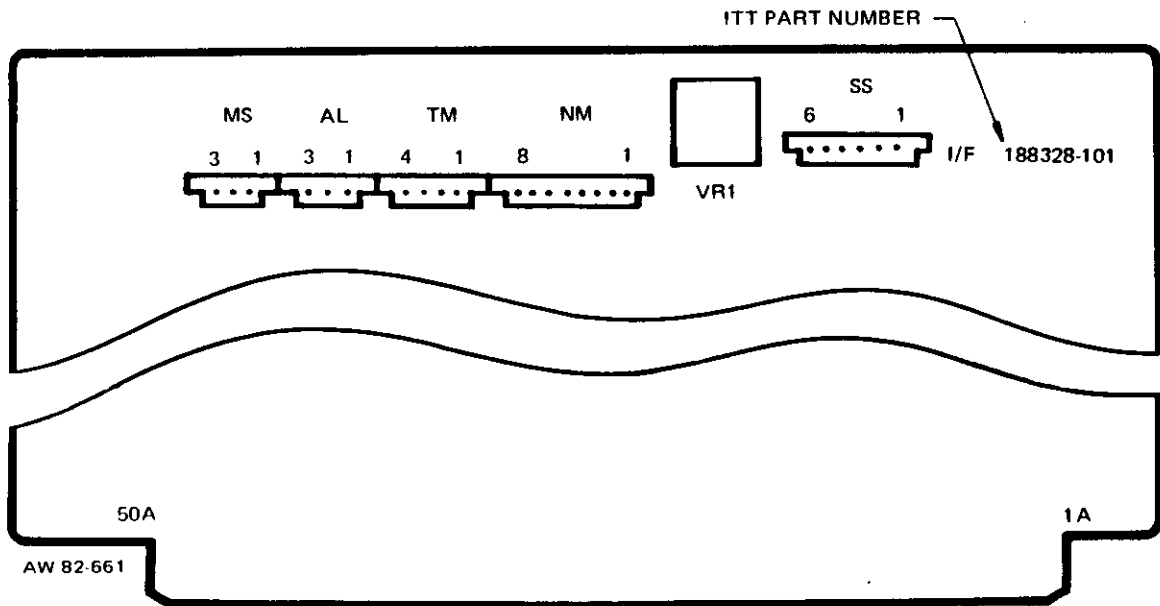 ITT PART NUMBER
SS
MS AL TM NM
6 1
3 1 3 1 4 1 8 1
I/F 188328-101
VR1
50A 1A
AW 82-661